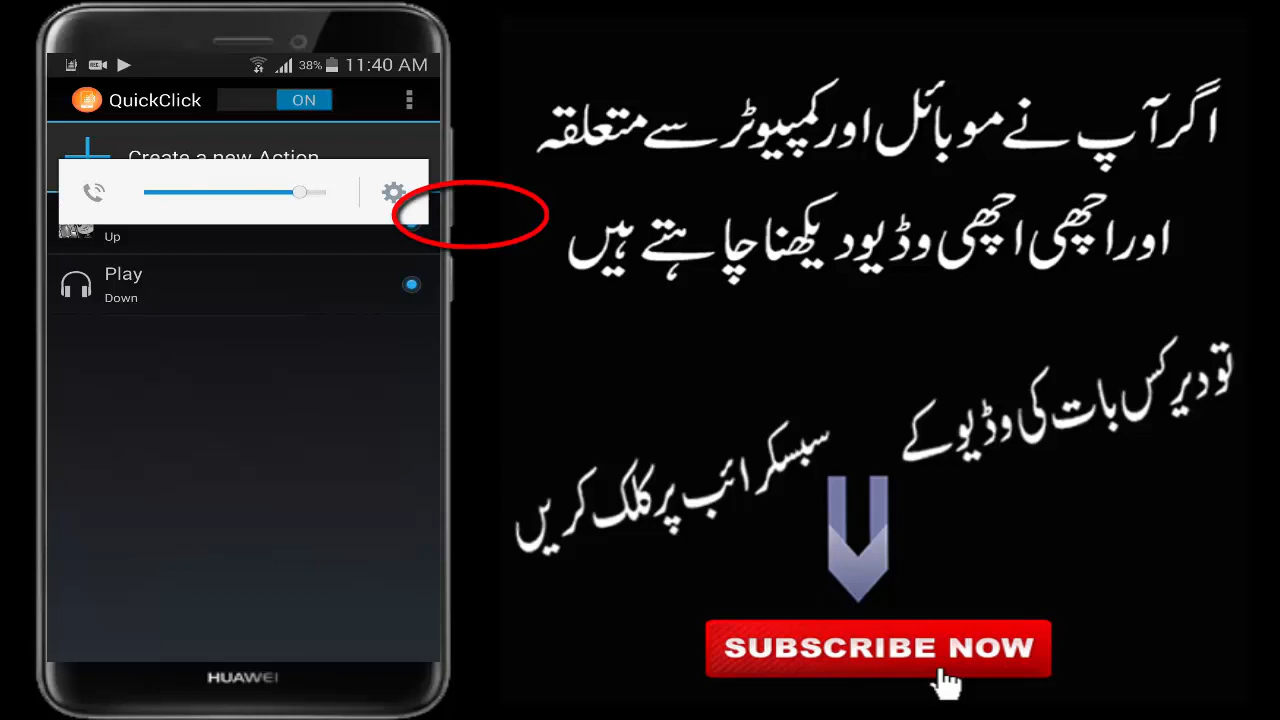 38% 11:40 AM
QuickClick ON
Create a new Action
Up
Play
Down
HUAWEI
اگر آپ نے موبائل اور کمپیوٹر سے متعلقہ
اور اچھی اچھی وڈیو دیکھنا چاہتے ہیں
تو دیر کس بات کی وڈیو کے
سبسکرائب پر کلک کریں
SUBSCRIBE NOW